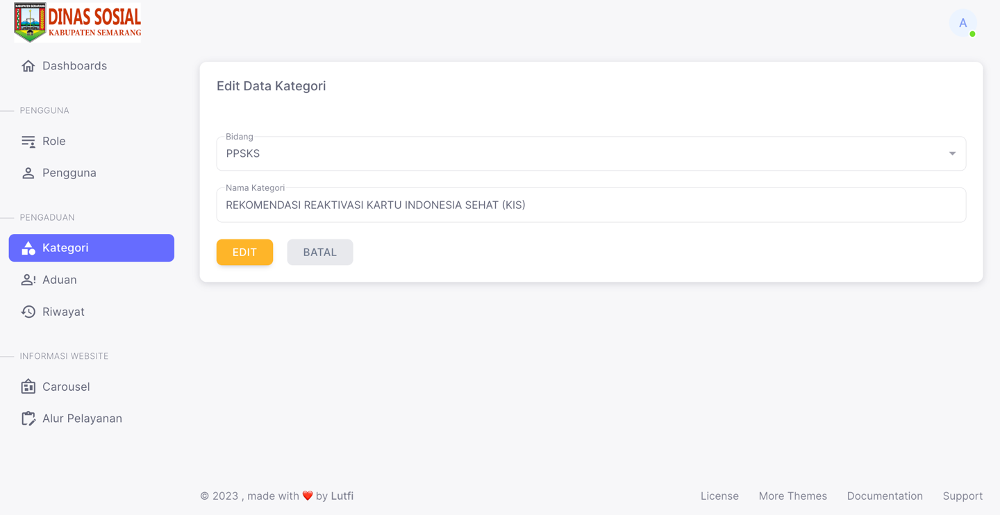 KABUPATEN SEMARANG
DINAS SOSIAL
KABUPATEN SEMARANG
A
Dashboards
PENGGUNA
Role
Pengguna
PENGADUAN
Kategori
Aduan
Riwayat
INFORMASI WEBSITE
Carousel
Alur Pelayanan
Edit Data Kategori
Bidang
PPSKS
Nama Kategori
REKOMENDASI REAKTIVASI KARTU INDONESIA SEHAT (KIS)
EDIT BATAL
© 2023 , made with ❤️ by Lutfi
License More Themes Documentation Support